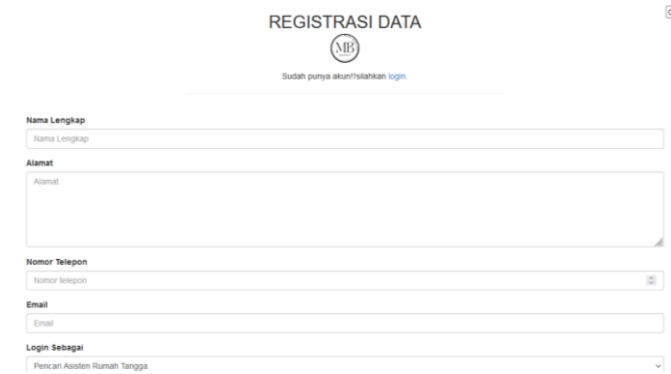 REGISTRASI DATA
MB
Sudah punya akun!!silahkan login.
Nama Lengkap
Nama Lengkap
Alamat
Alamat
Nomor Telepon
Nomor telepon
Email
Email
Login Sebagai
Pencari Asisten Rumah Tangga